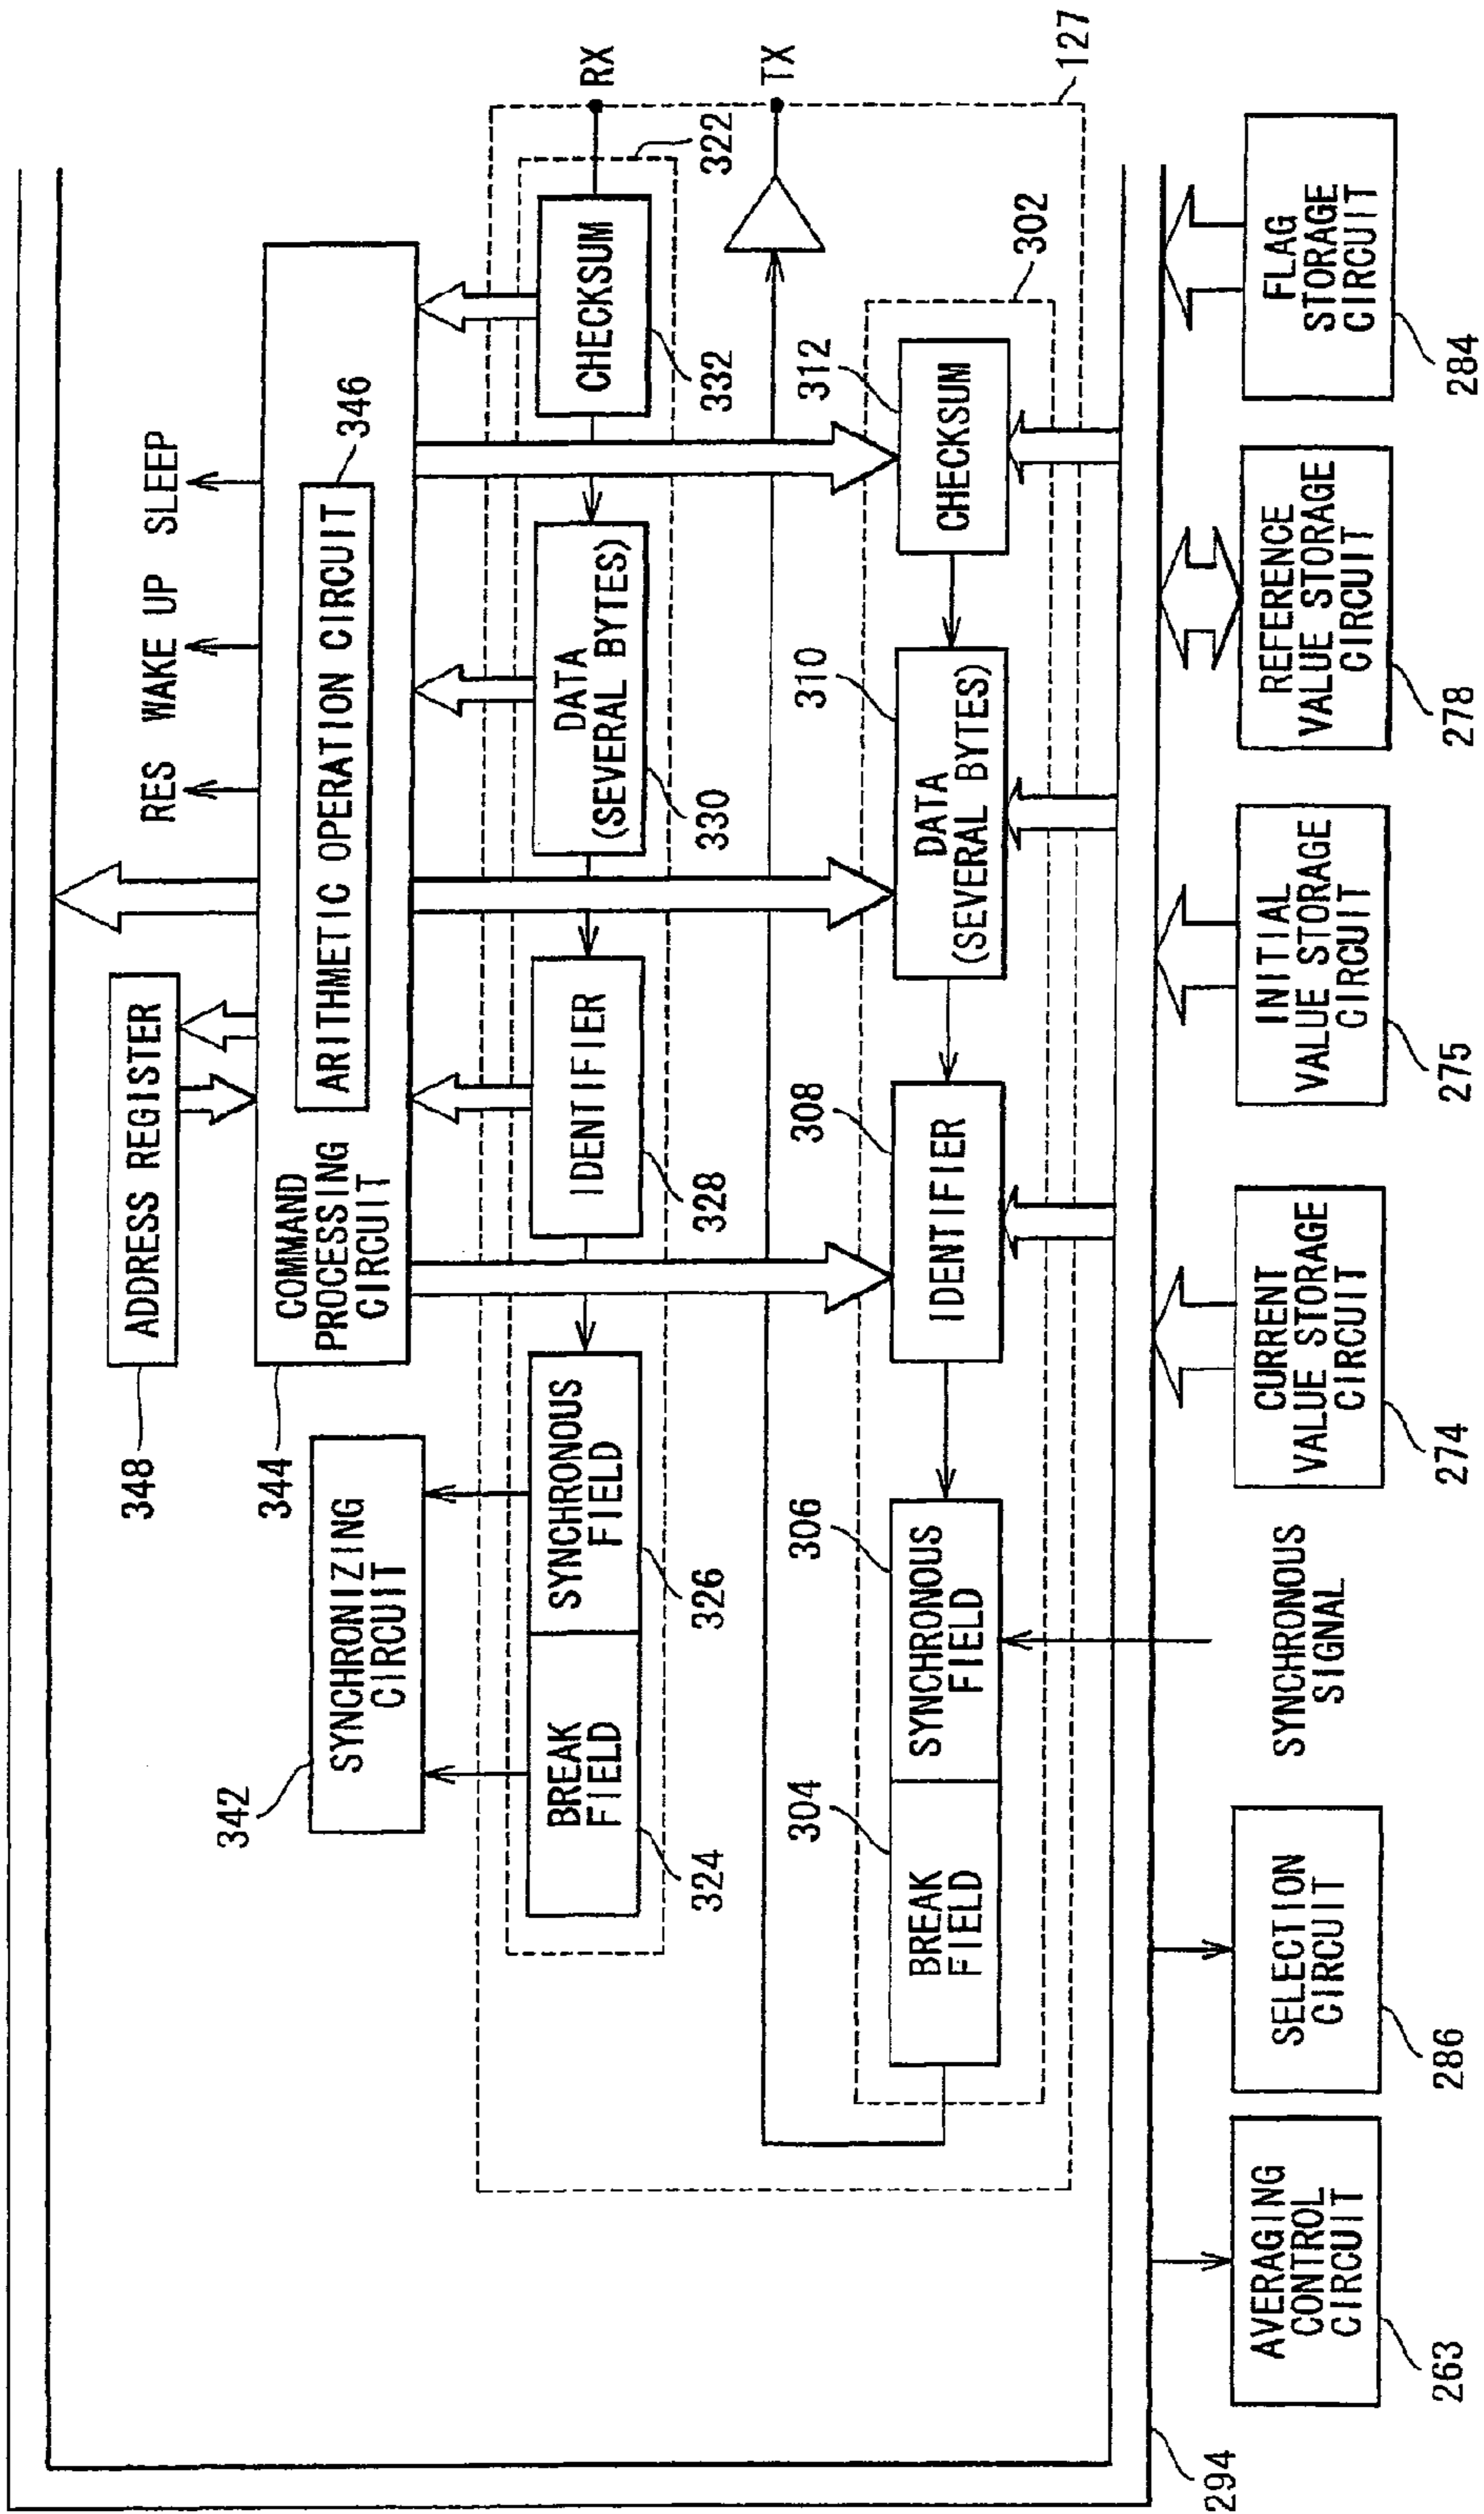 348
ADDRESS REGISTER
RES
WAKE UP
SLEEP
342
SYNCHRONIZING
CIRCUIT
344
COMMAND
PROCESSING
CIRCUIT
ARITHMETIC OPERATION CIRCUIT
346
BREAK
FIELD
SYNCHRONOUS
FIELD
IDENTIFIER
DATA
(SEVERAL BYTES)
CHECKSUM
RX
324
326
328
330
332
322
TX
304
306
308
310
312
302
BREAK
FIELD
SYNCHRONOUS
FIELD
IDENTIFIER
DATA
(SEVERAL BYTES)
CHECKSUM
127
294
AVERAGING
CONTROL
CIRCUIT
SELECTION
CIRCUIT
SYNCHRONOUS
SIGNAL
CURRENT
VALUE STORAGE
CIRCUIT
INITIAL
VALUE STORAGE
CIRCUIT
REFERENCE
VALUE STORAGE
CIRCUIT
FLAG
STORAGE
CIRCUIT
263
286
274
275
278
284